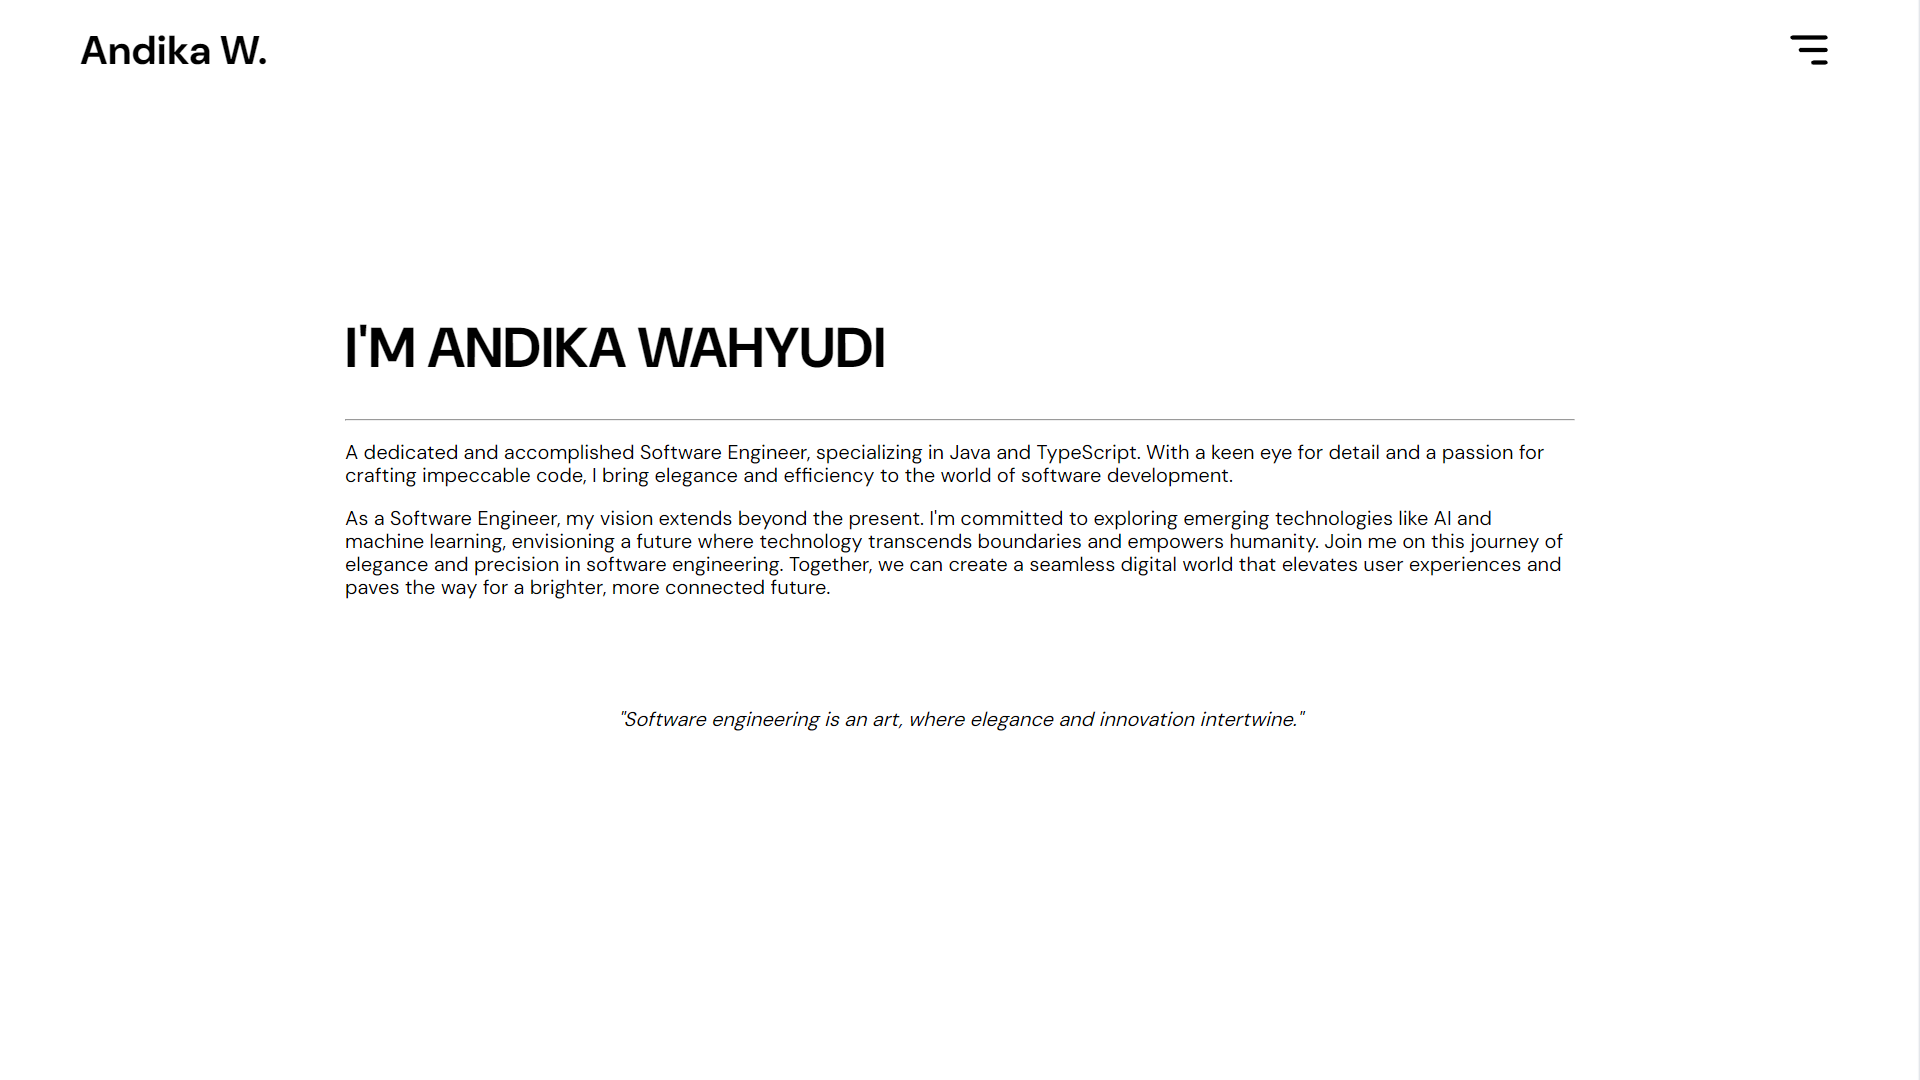 Andika W.
I'M ANDIKA WAHYUDI
A dedicated and accomplished Software Engineer, specializing in Java and TypeScript. With a keen eye for detail and a passion for
crafting impeccable code, I bring elegance and efficiency to the world of software development.
As a Software Engineer, my vision extends beyond the present. I'm committed to exploring emerging technologies like AI and
machine learning, envisioning a future where technology transcends boundaries and empowers humanity. Join me on this journey of
elegance and precision in software engineering. Together, we can create a seamless digital world that elevates user experiences and
paves the way for a brighter, more connected future.
"Software engineering is an art, where elegance and innovation intertwine."